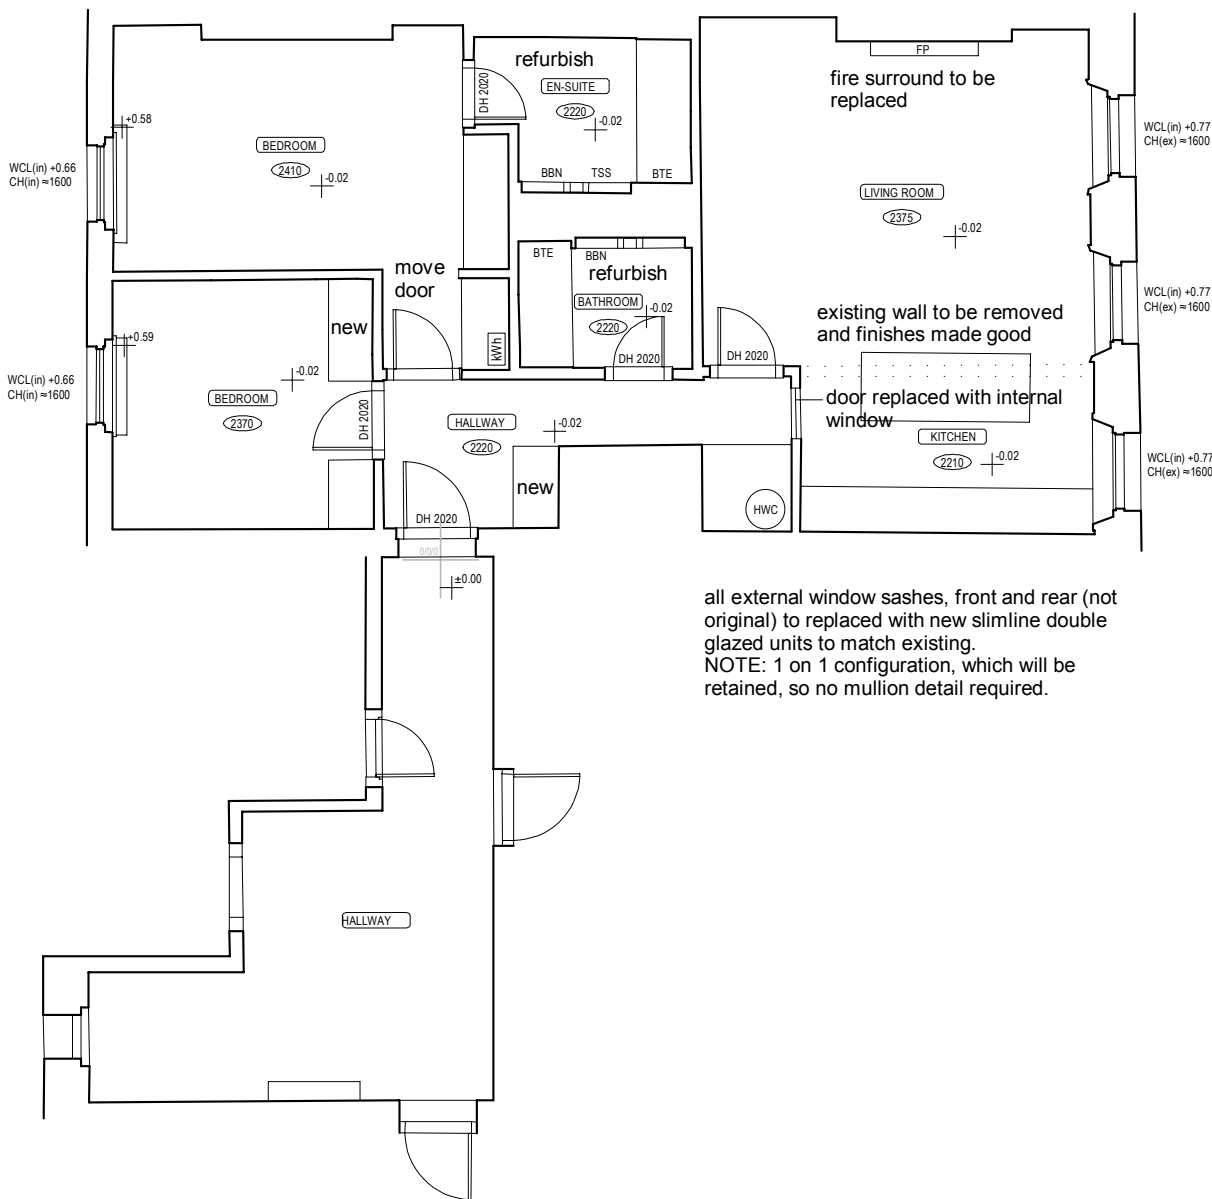 refurbish
EN-SUITE
2220
-0.02
DH 2020
BBN TSS BTE
FP
fire surround to be
replaced
+0.58
BEDROOM
2410
-0.02
WCL(in) +0.66
CH(in) ≈1600
WCL(in) +0.77
CH(ex) ≈1600
LIVING ROOM
2375
-0.02
move
door
BTE BBN
refurbish
BATHROOM
-0.02
2220
DH 2020
WCL(in) +0.77
CH(ex) ≈1600
existing wall to be removed
and finishes made good
new
+0.59
kWh
DH 2020
-0.02
WCL(in) +0.66
CH(in) ≈1600
BEDROOM
2370
DH 2020
HALLWAY
2220
-0.02
door replaced with internal
window
KITCHEN
2210
-0.02
WCL(in) +0.77
CH(ex) ≈1600
new
HWC
DH 2020
0/0/0
±0.00
all external window sashes, front and rear (not
original) to replaced with new slimline double
glazed units to match existing.
NOTE: 1 on 1 configuration, which will be
retained, so no mullion detail required.
HALLWAY